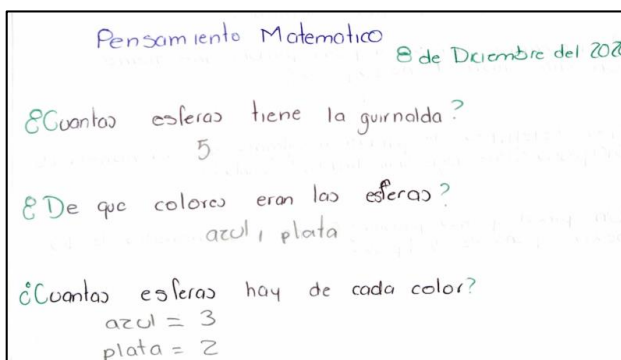 Pensamiento Matematico
8 de Diciembre del 202
¿Cuantas esferas tiene la guirnalda?
5
¿De que colores eran las esferas?
azul, plata
¿Cuantas esferas hay de cada color?
azul = 3
plata = 2